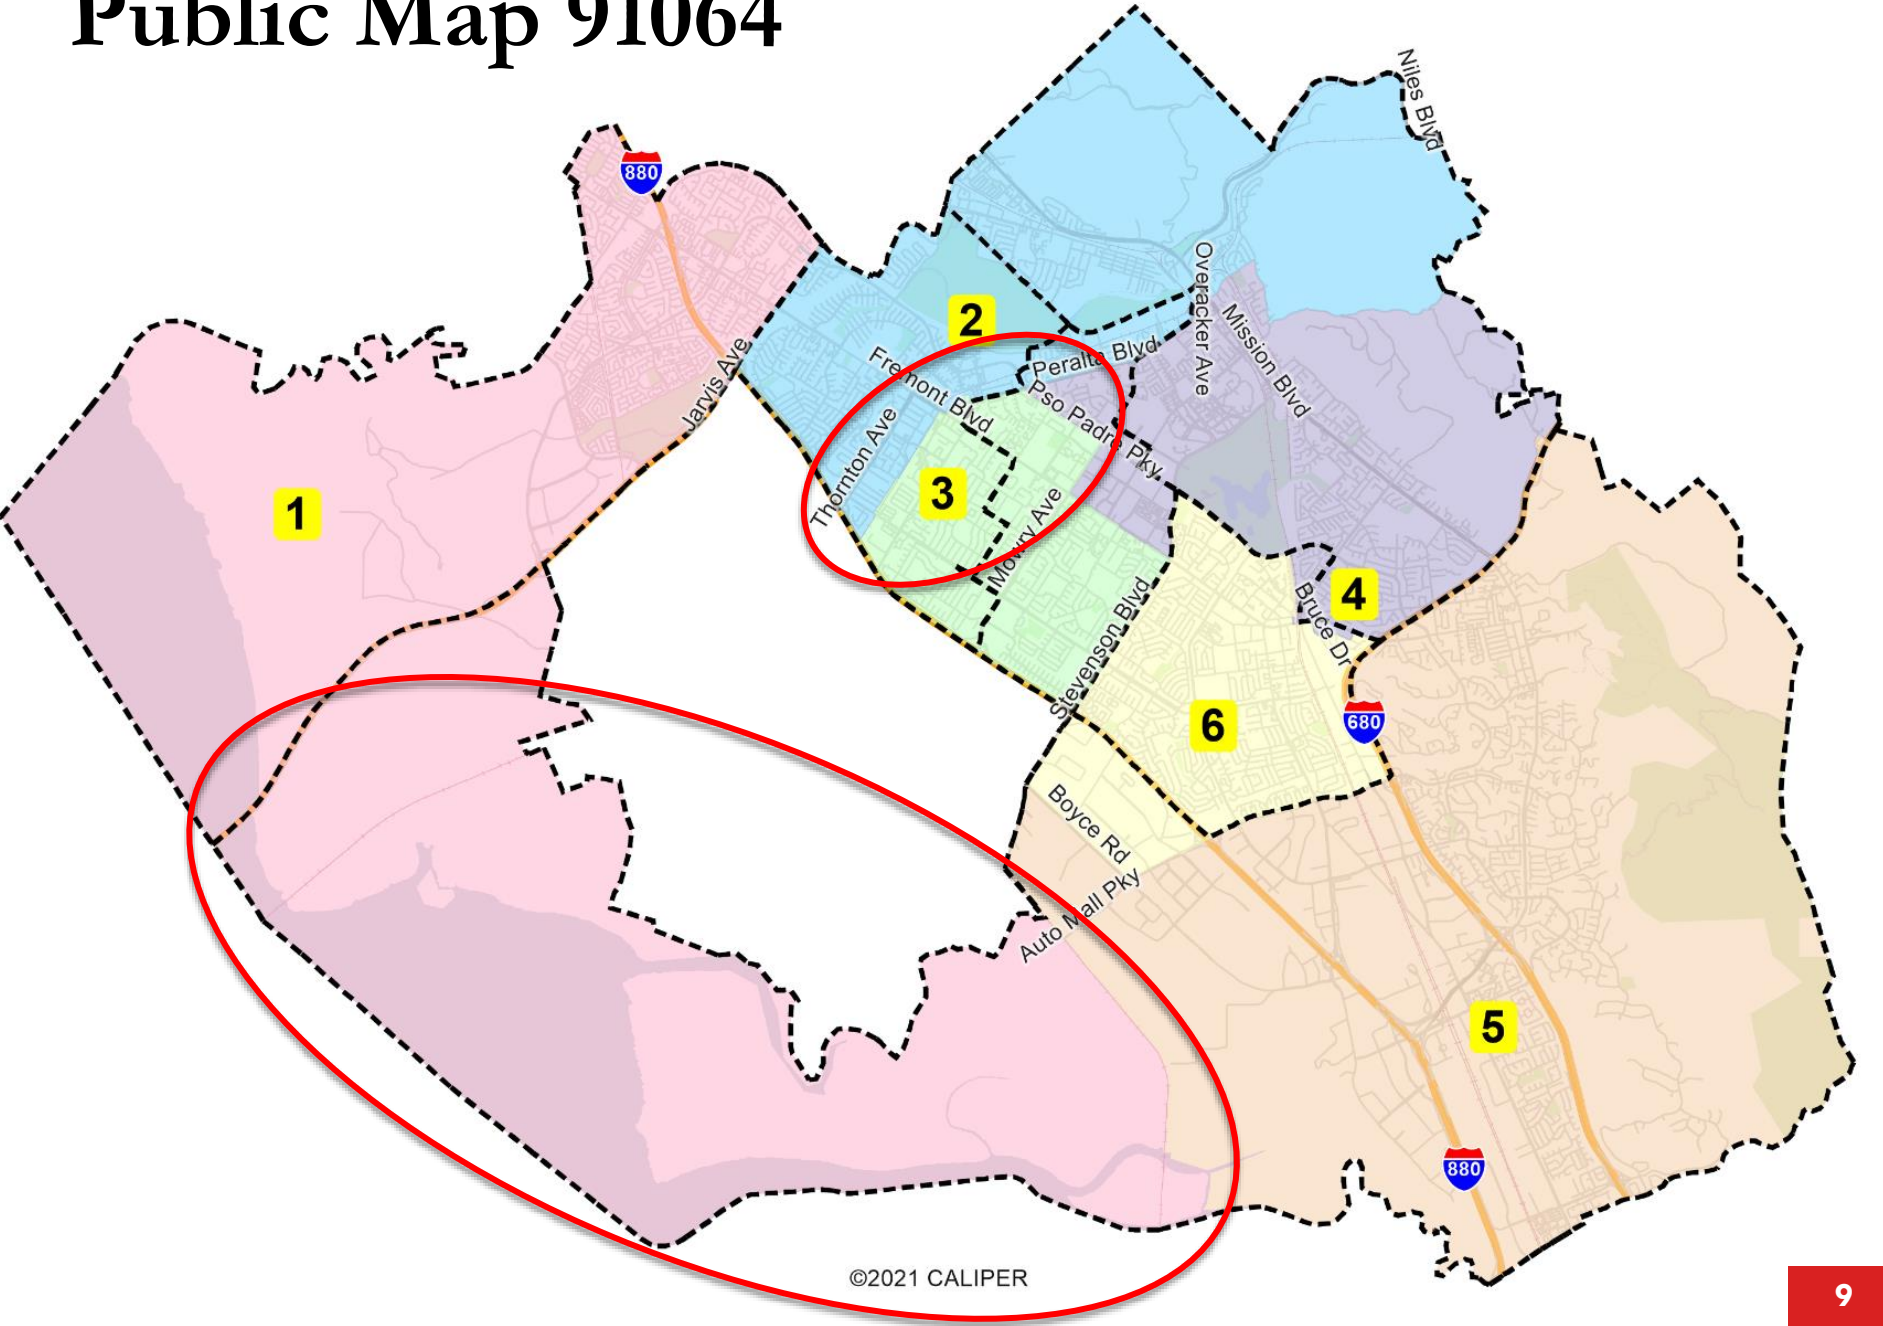 Public Map 91064
Niles Blvd
880
Overacker Ave
Mission Blvd
2
Peralta Blvd
Fremont Blvd
Pso Padre Pky
Jarvis Ave
Thornton Ave
3
1
Mowry Ave
Stevenson Blvd
4
Bruce Dr
6
680
Boyce Rd
Auto Mall Pky
5
880
©2021 CALIPER
9